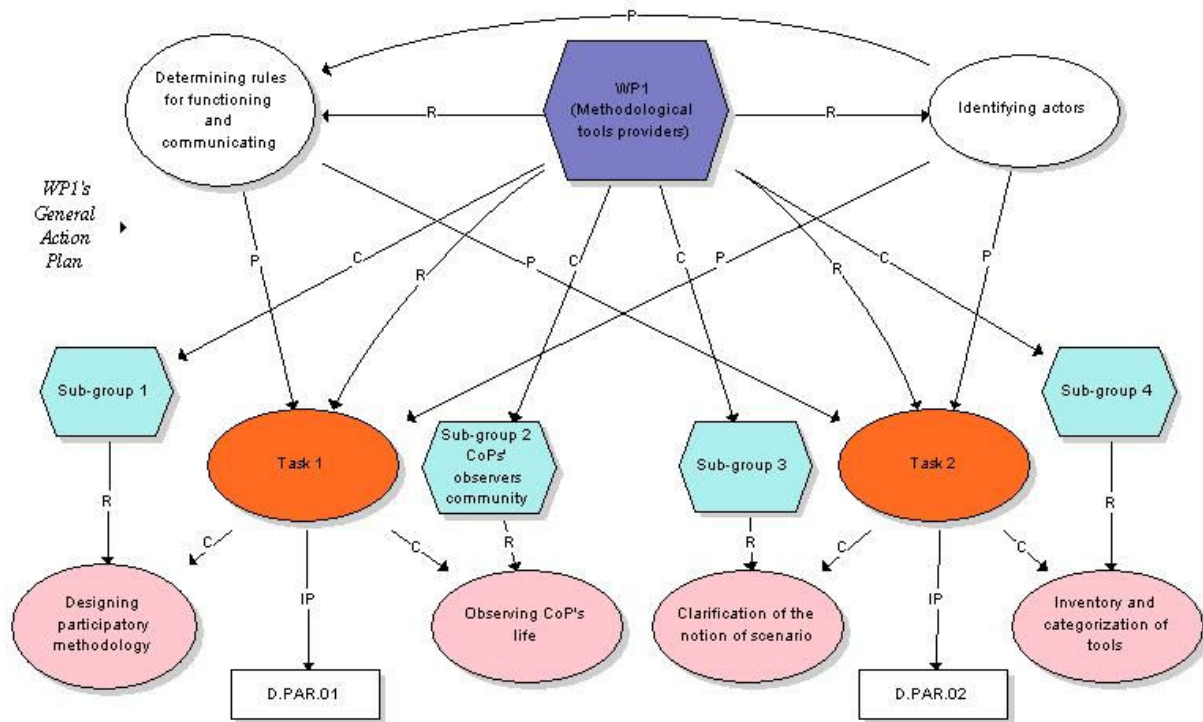 P
Determining rules
for functioning
and
communicating
WP1
(Methodological
tools providers)
Identifying actors
R
R
WP1's
General
Action
Plan
P
C
R
C
P
C
P
R
C
P
Sub-group 1
Sub-group 4
Sub-group 2
CoPs'
observers
community
Task 1
Sub-group 3
Task 2
R
R
C
C
R
R
C
C
Designing
participatory
methodology
IP
Observing CoP's
life
Clarification of the
notion of scenario
IP
Inventory and
categorization of
tools
D.PAR.01
D.PAR.02